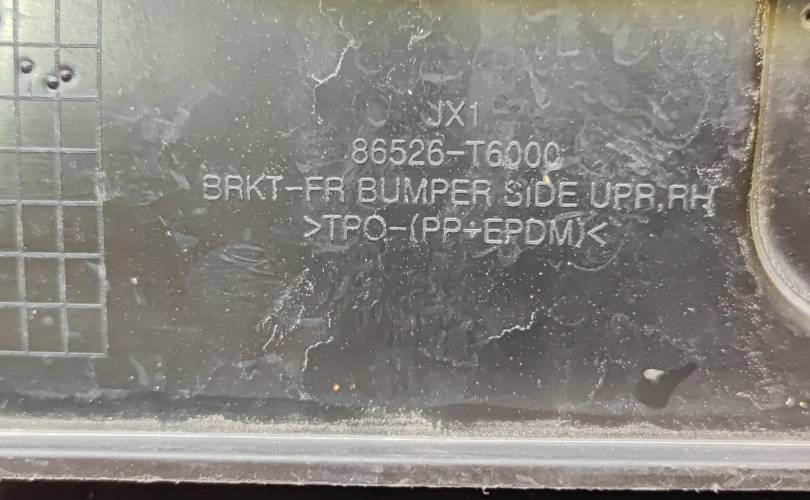 JX1
86526-T6000
BRKT-FR BUMPER SIDE UPR,RH
>TPO-(PP+EPDM)<